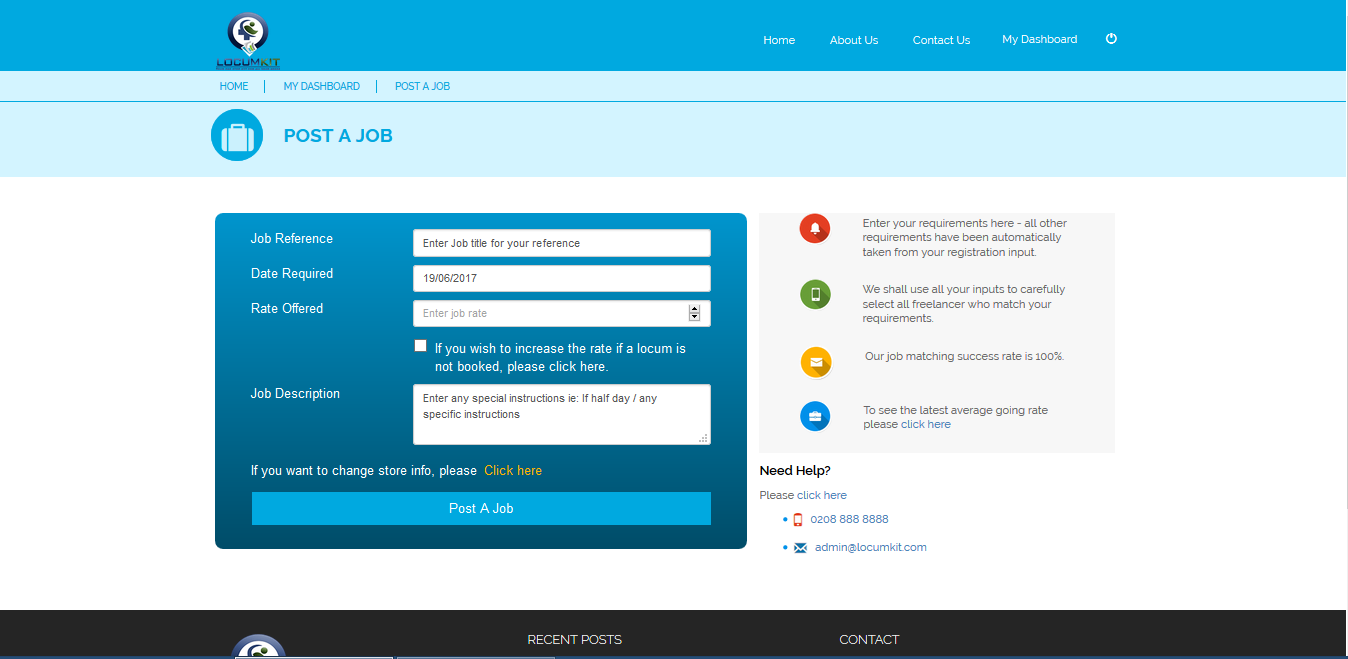 LOCUMKIT
Home
About Us
Contact Us
My Dashboard
HOME
MY DASHBOARD
POST A JOB
POST A JOB
Job Reference
Enter Job title for your reference
Date Required
19/06/2017
Rate Offered
Enter job rate
If you wish to increase the rate if a locum is
not booked, please click here.
Job Description
Enter any special instructions ie: If half day / any
specific instructions
If you want to change store info, please Click here
Post A Job
Enter your requirements here - all other
requirements have been automatically
taken from your registration input.
We shall use all your inputs to carefully
select all freelancer who match your
requirements.
Our job matching success rate is 100%.
To see the latest average going rate
please click here
Need Help?
Please click here
0208 888 8888
admin@locumkit.com
RECENT POSTS
CONTACT